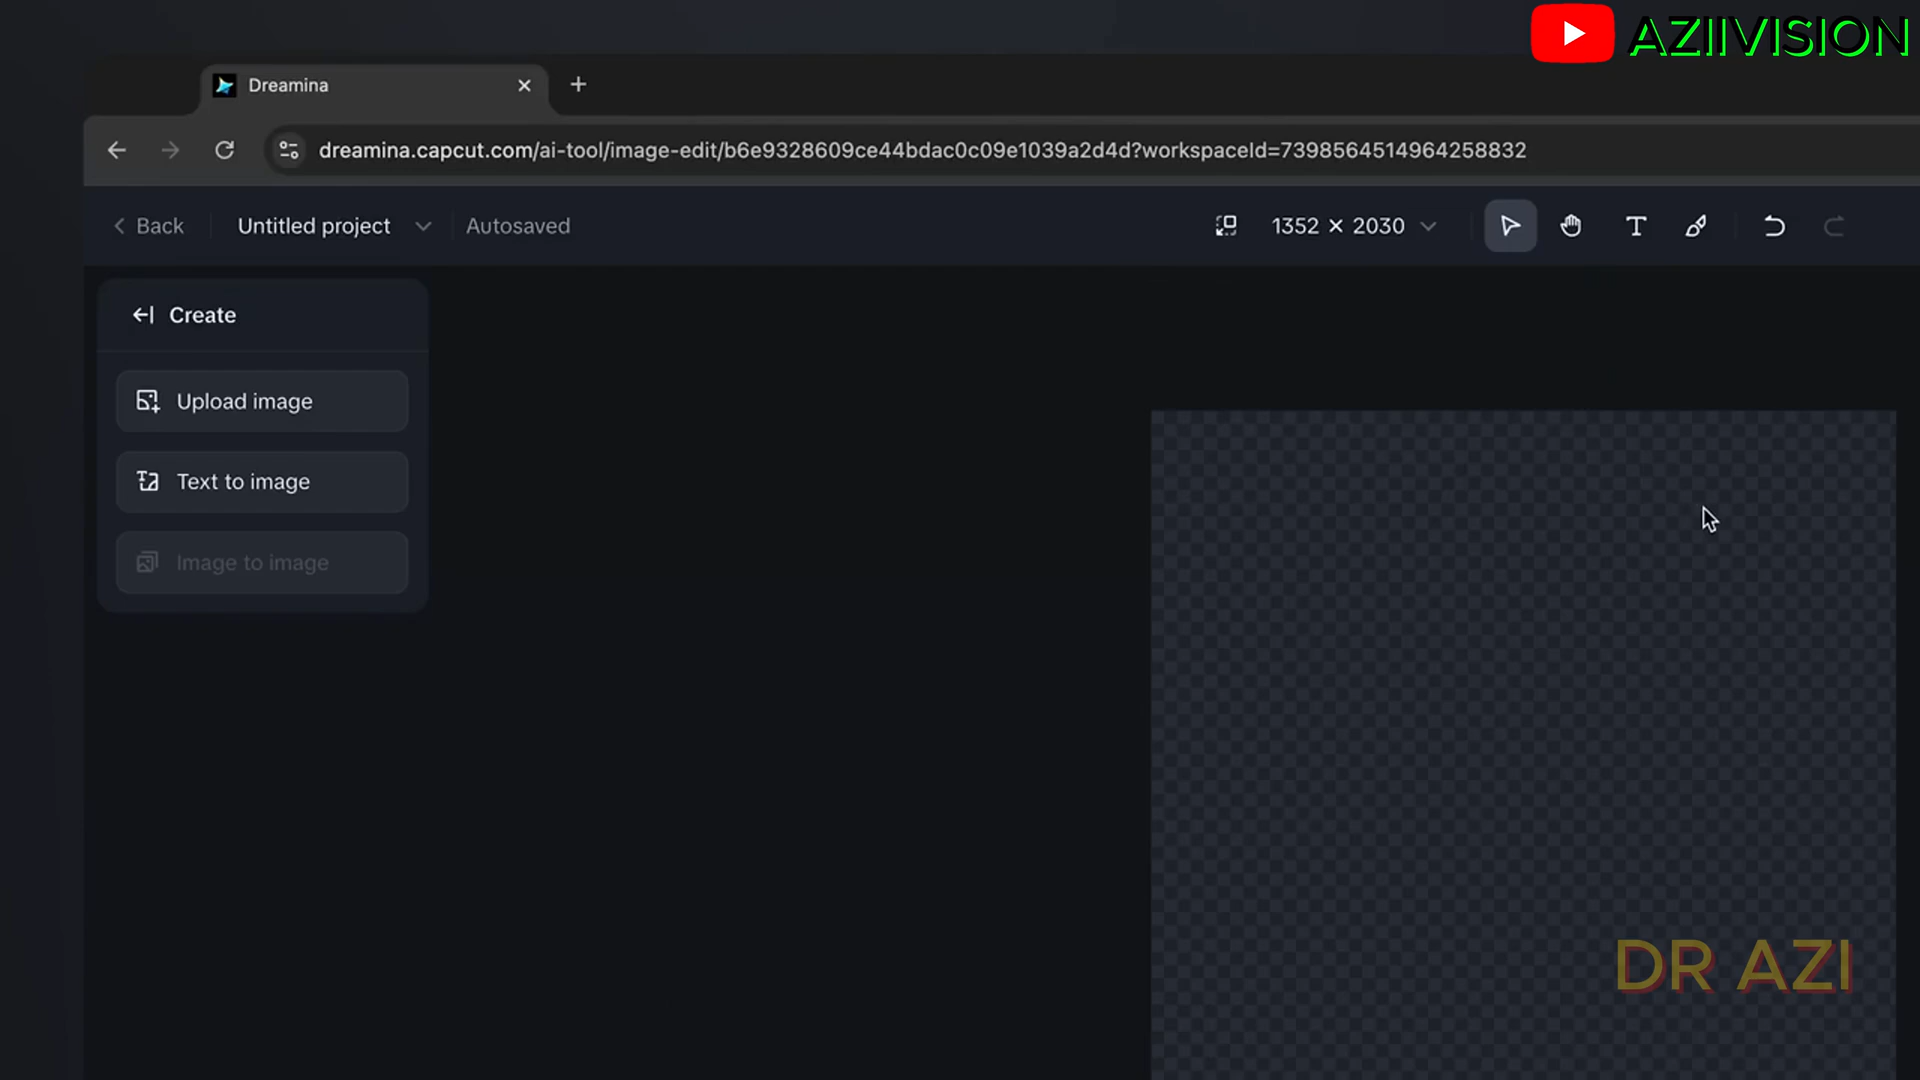 AZIIVISION
Dreamina
dreamina.capcut.com/ai-tool/image-edit/b6e9328609ce44bdac0c09e1039a2d4d?workspaceId=7398564514964258832
Back
Untitled project
Autosaved
1352 × 2030
Create
Upload image
Text to image
Image to image
DR AZI